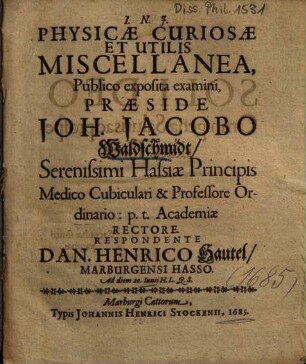 Diss. Phil. 1531
I. N. J.
PHYSICÆ CURIOSÆ
ET UTILIS
MISCELLANEA,
Publico exposita examini,
PRÆSIDE
JOH. JACOBO
Waldschmidt/
Serenissimi Hassiæ Principis
Medico Cubiculari & Professore Or-
dinario: p. t. Academiæ
RECTORE.
RESPONDENTE
DAN. HENRICO Hautel/
MARBURGENSI HASSO.
Ad diem 20. Iunii H. L. Q. S.
(1685)
Marburgi Cattorum,
Typis JOHANNIS HENRICI STOCKENII, 1685.